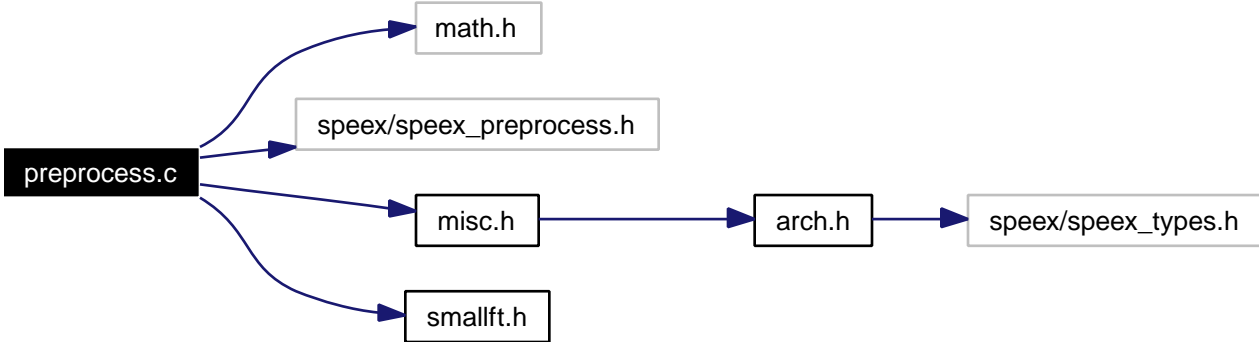 math.h
speex/speex_preprocess.h
preprocess.c
misc.h
arch.h
speex/speex_types.h
smallft.h